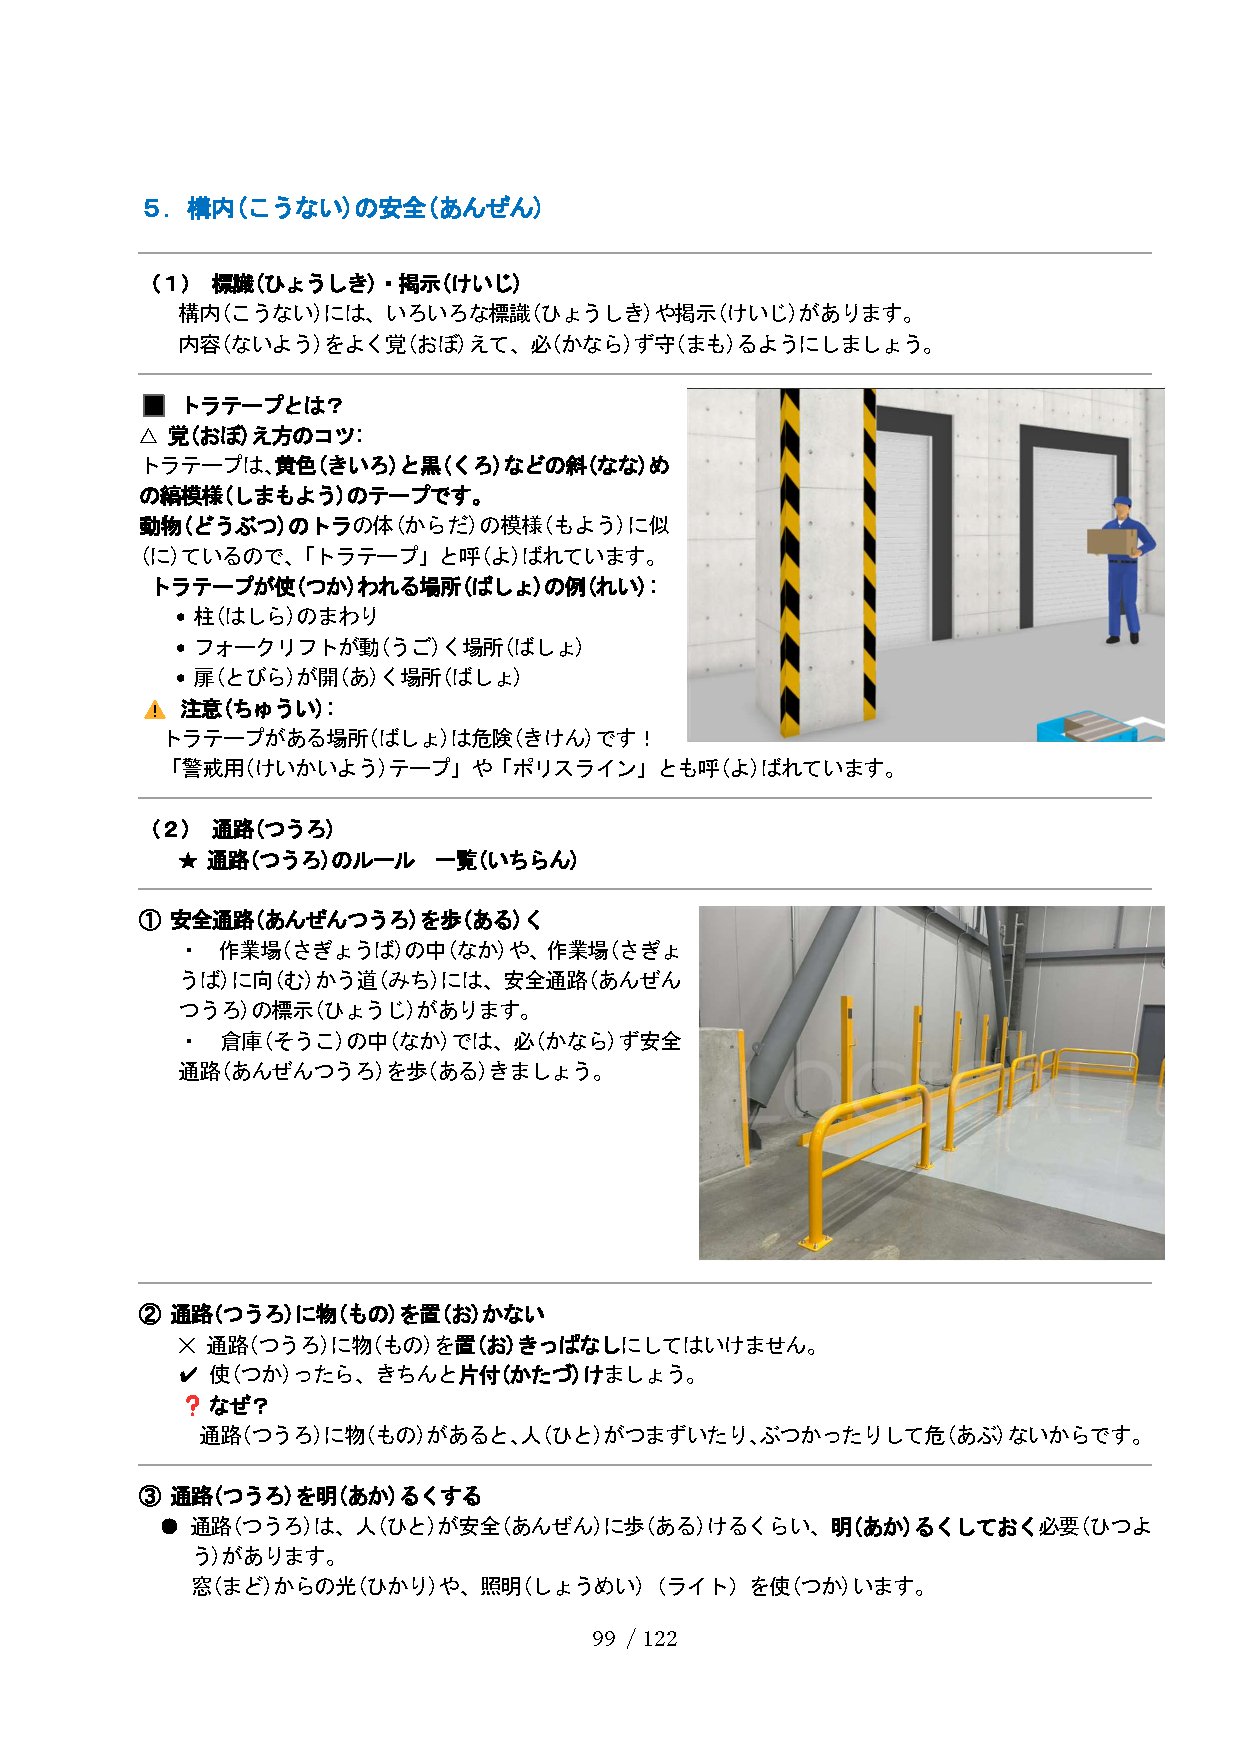 ５．構内(こうない)の安全(あんぜん)
（１）　標識(ひょうしき)・掲示(けいじ)
構内(こうない)には、いろいろな標識(ひょうしき)や掲示(けいじ)があります。
内容(ないよう)をよく覚(おぼ)えて、必(かなら)ず守(まも)るようにしましょう。
■　トラテープとは？
△ 覚(おぼ)え方のコツ：
トラテープは、黄色(きいろ)と黒(くろ)などの斜(なな)め
の縞模様(しまもよう)のテープです。
動物(どうぶつ)のトラの体(からだ)の模様(もよう)に似
(に)ているので、「トラテープ」と呼(よ)ばれています。
トラテープが使(つか)われる場所(ばしょ)の例(れい)：
• 柱(はしら)のまわり
• フォークリフトが動(うご)く場所(ばしょ)
• 扉(とびら)が開(あ)く場所(ばしょ)
⚠ 注意(ちゅうい)：
トラテープがある場所(ばしょ)は危険(きけん)です！
「警戒用(けいかいよう)テープ」や「ポリスライン」とも呼(よ)ばれています。
（２）　通路(つうろ)
★ 通路(つうろ)のルール　一覧(いちらん)
① 安全通路(あんぜんつうろ)を歩(ある)く
・　作業場(さぎょうば)の中(なか)や、作業場(さぎょ
うば)に向(む)かう道(みち)には、安全通路(あんぜん
つうろ)の標示(ひょうじ)があります。
・　倉庫(そうこ)の中(なか)では、必(かなら)ず安全
通路(あんぜんつうろ)を歩(ある)きましょう。
② 通路(つうろ)に物(もの)を置(お)かない
× 通路(つうろ)に物(もの)を置(お)きっぱなしにしてはいけません。
✔ 使(つか)ったら、きちんと片付(かたづ)けましょう。
❓なぜ？
通路(つうろ)に物(もの)があると、人(ひと)がつまずいたり、ぶつかったりして危(あぶ)ないからです。
③ 通路(つうろ)を明(あか)るくする
● 通路(つうろ)は、人(ひと)が安全(あんぜん)に歩(ある)けるくらい、明(あか)るくしておく必要(ひつよ
う)があります。
窓(まど)からの光(ひかり)や、照明(しょうめい)（ライト）を使(つか)います。
99 / 122